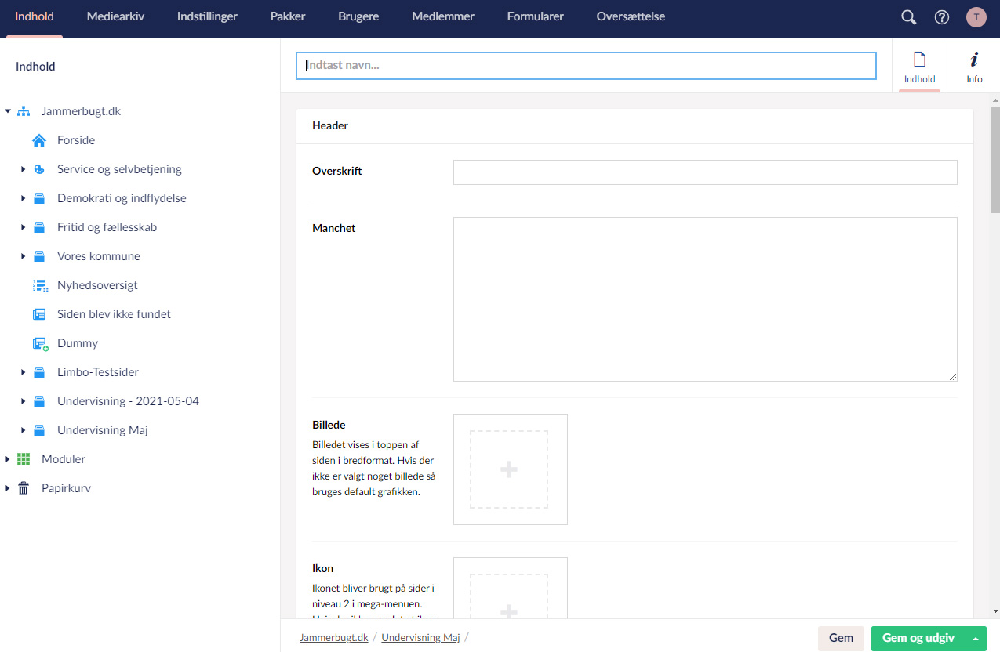 Indhold Mediearkiv Indstillinger Pakker Brugere Medlemmer Formularer Oversættelse T
Indhold
Jammerbugt.dk
Forside
Service og selvbetjening
Demokrati og indflydelse
Fritid og fællesskab
Vores kommune
Nyhedsoversigt
Siden blev ikke fundet
Dummy
Limbo-Testsider
Undervisning - 2021-05-04
Undervisning Maj
Moduler
Papirkurv
Indtast navn...
Indhold
Info
Header
Overskrift
Manchet
Billede
Billedet vises i toppen af
siden i bredformat. Hvis der
ikke er valgt noget billede så
bruges default grafikken.
Ikon
Ikonet bliver brugt på sider i
niveau 2 i mega-menuen.
Jammerbugt.dk / Undervisning Maj /
Gem
Gem og udgiv